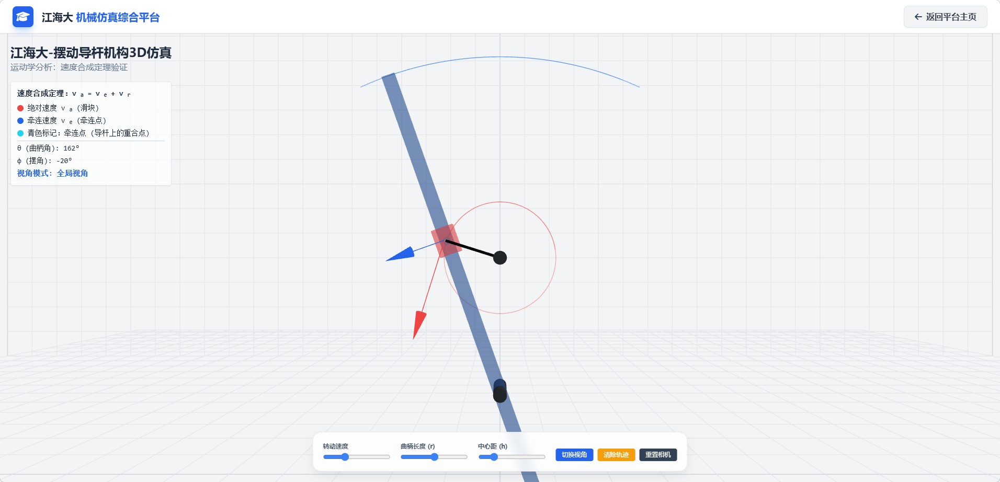 江海大 机械仿真综合平台
← 返回平台主页
江海大-摆动导杆机构3D仿真
运动学分析：速度合成定理验证
速度合成定理: v a = v e + v r
绝对速度 v a (滑块)
牵连速度 v e (牵连点)
青色标记: 牵连点 (导杆上的重合点)
θ (曲柄角): 162°
ϕ (摆角): -20°
视角模式: 全局视角
转动速度
曲柄长度 (r)
中心距 (h)
切换视角
清除轨迹
重置相机